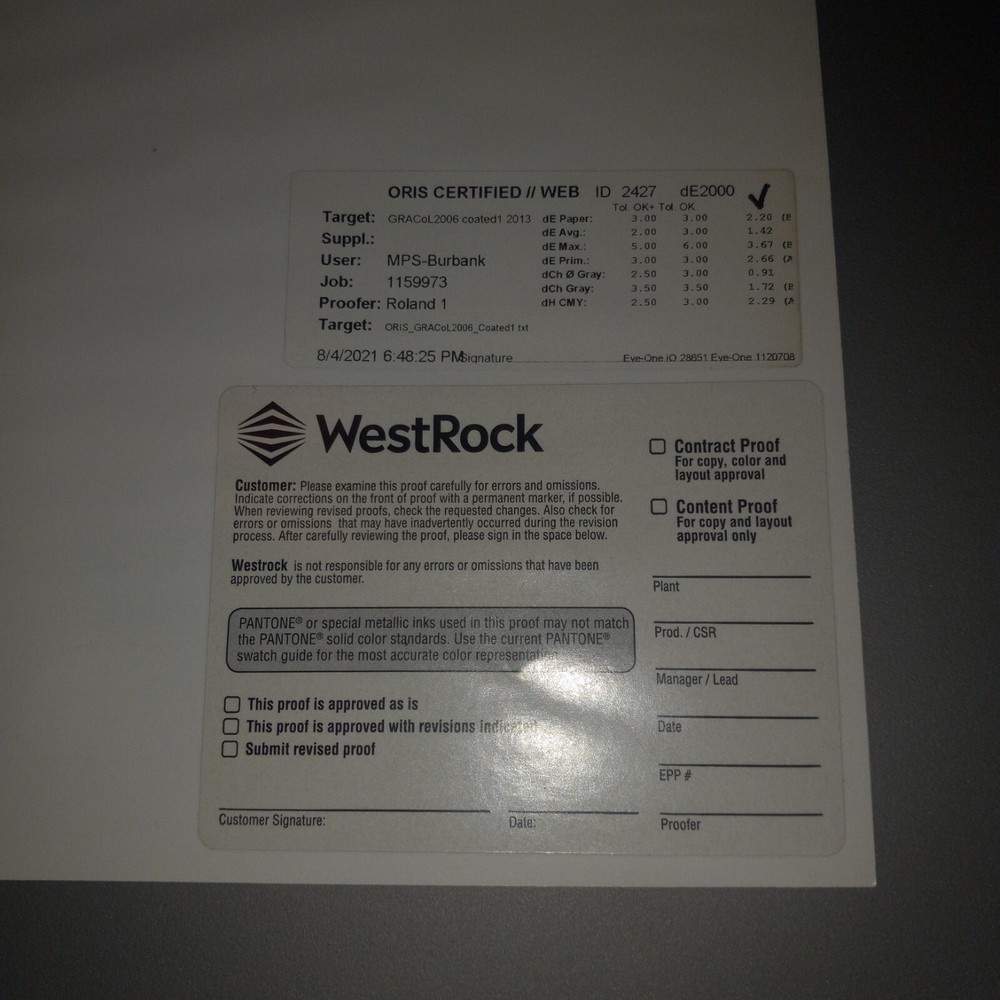 ORIS CERTIFIED // WEB ID 2427 dE2000
Tol. OK+ Tol. OK
Target: GRACoL2006 coated1 2013 dE Paper: 3.00 3.00 2.20
Suppl.: dE Avg.: 2.00 3.00 1.42
dE Max.: 5.00 6.00 3.67
User: MPS-Burbank dE Prim.: 3.00 3.00 2.66
Job: 1159973 dCh Ø Gray: 2.50 3.00 0.91
dCh Gray: 3.50 3.50 1.72
Proofer: Roland 1 dH CMY: 2.50 3.00 2.29
Target: ORIS_GRACoL2006_Coated1.txt
8/4/2021 6:48:25 PM Signature Eye-One iO 28651 Eye-One 1120708
WestRock
Customer: Please examine this proof carefully for errors and omissions.
Indicate corrections on the front of proof with a permanent marker, if possible.
When reviewing revised proofs, check the requested changes. Also check for
errors or omissions that may have inadvertently occurred during the revision
process. After carefully reviewing the proof, please sign in the space below.
Westrock is not responsible for any errors or omissions that have been
approved by the customer.
PANTONE® or special metallic inks used in this proof may not match
the PANTONE® solid color standards. Use the current PANTONE®
swatch guide for the most accurate color representation.
This proof is approved as is
This proof is approved with revisions indicated
Submit revised proof
Customer Signature: Date:
Contract Proof
For copy, color and
layout approval
Content Proof
For copy and layout
approval only
Plant
Prod. / CSR
Manager / Lead
Date
EPP #
Proofer